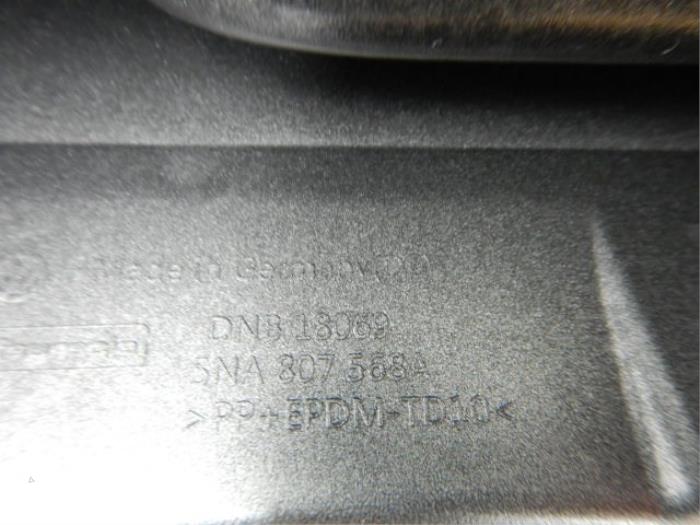 Made in Germany
DNB 18069
5NA 807 568A
>PP+EPDM-TD10<